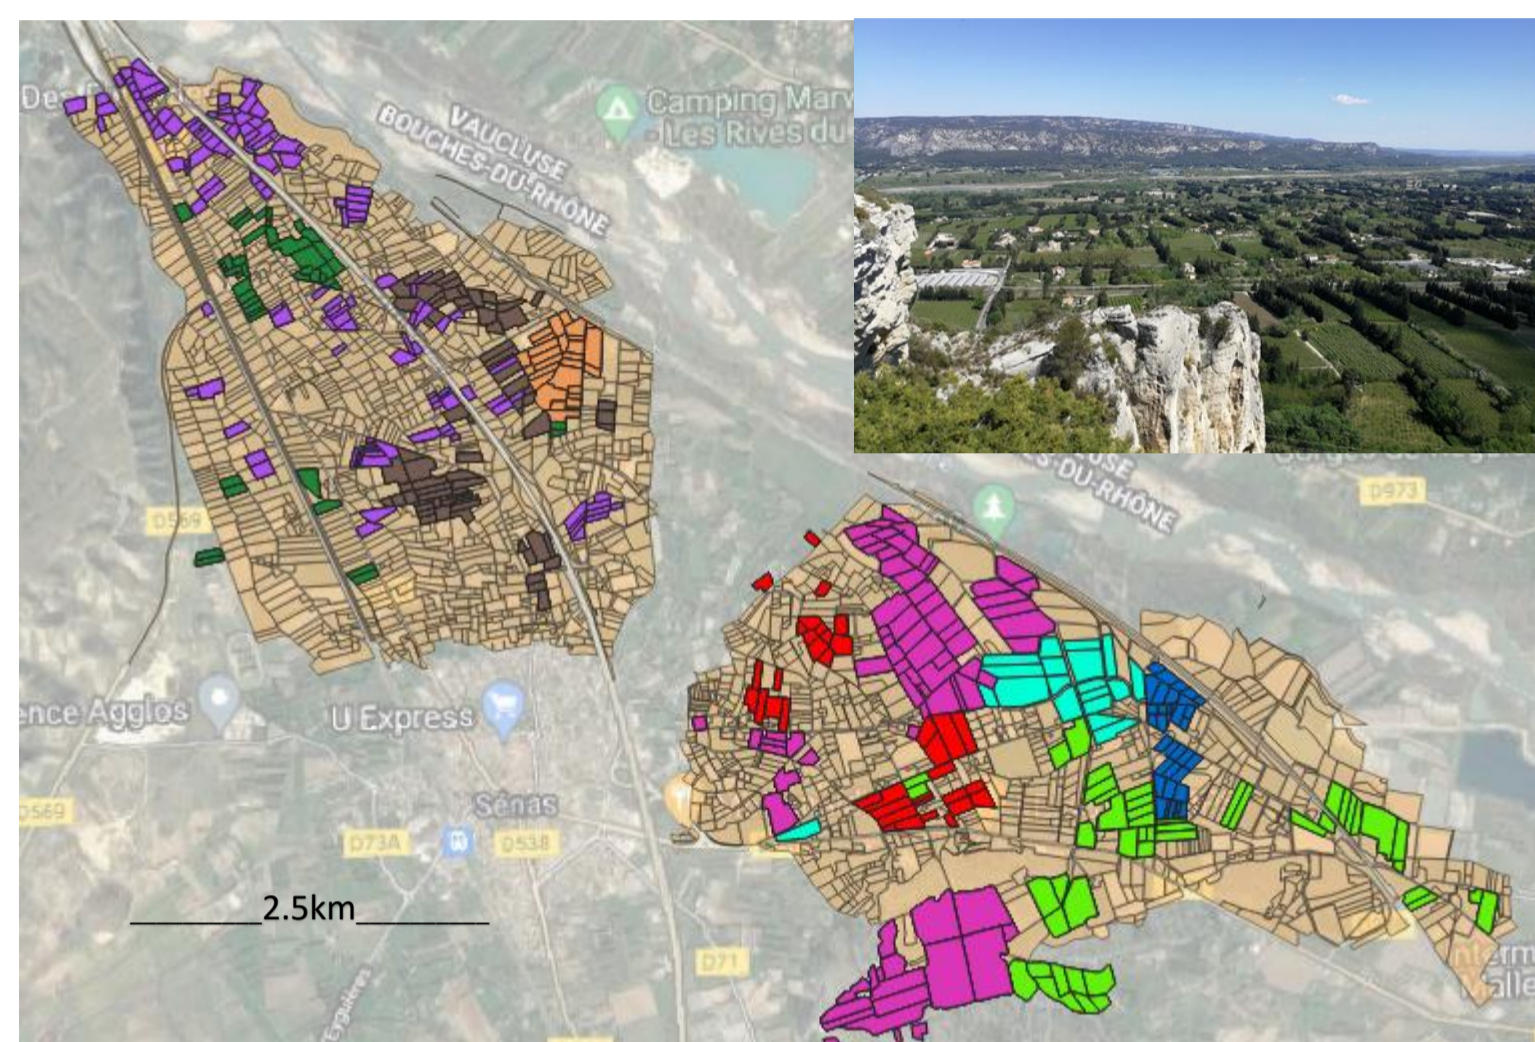 VAUCLUSE
BOUCHES-DU-RHÔNE
Camping
Les Rives du
D569
D973
DU-RHÔNE
U Express
Sénas
D569
D73A
D538
2.5km
D71
Eyguières